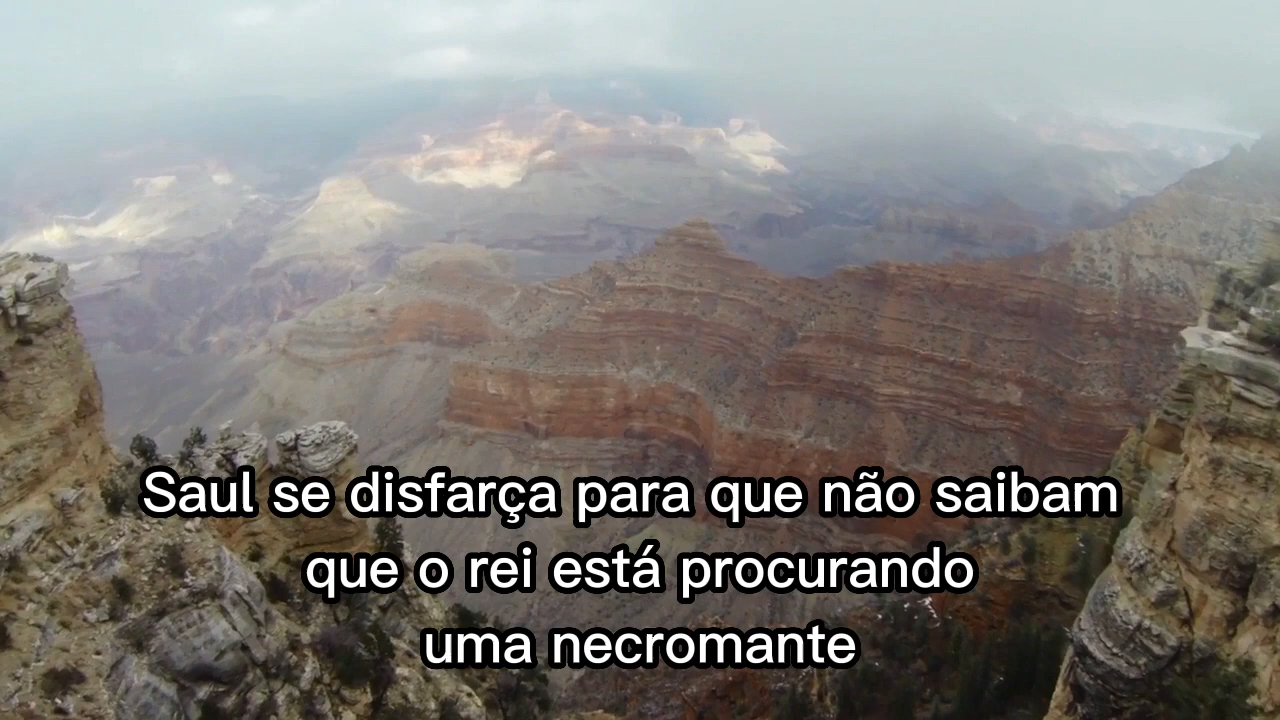 Saul se disfarça para que não saibam
que o rei está procurando
uma necromante